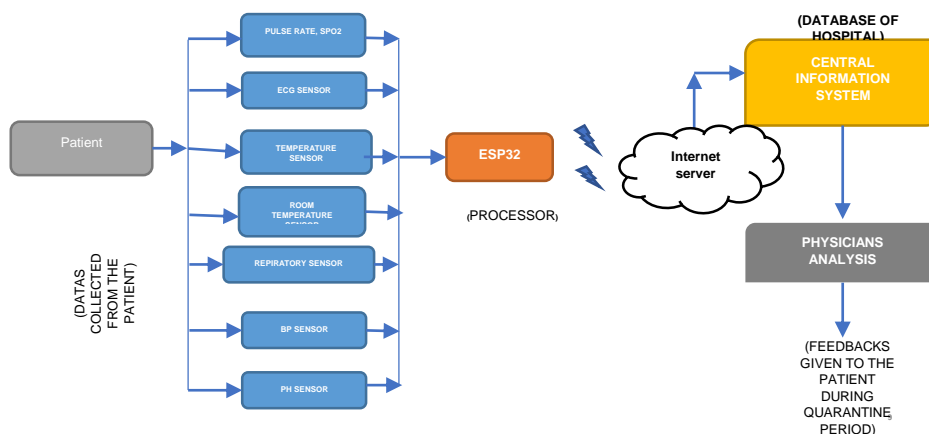 Patient
(DATAS
COLLECTED
FROM THE
PATIENT)
PULSE RATE, SPO2
ECG SENSOR
TEMPERATURE
SENSOR
ROOM
TEMPERATURE
SENSOR
REPIRATORY SENSOR
BP SENSOR
PH SENSOR
ESP32
(PROCESSOR)
Internet
server
(DATABASE OF
HOSPITAL)
CENTRAL
INFORMATION
SYSTEM
PHYSICIANS
ANALYSIS
(FEEDBACKS
GIVEN TO THE
PATIENT
DURING
QUARANTINE
PERIOD)